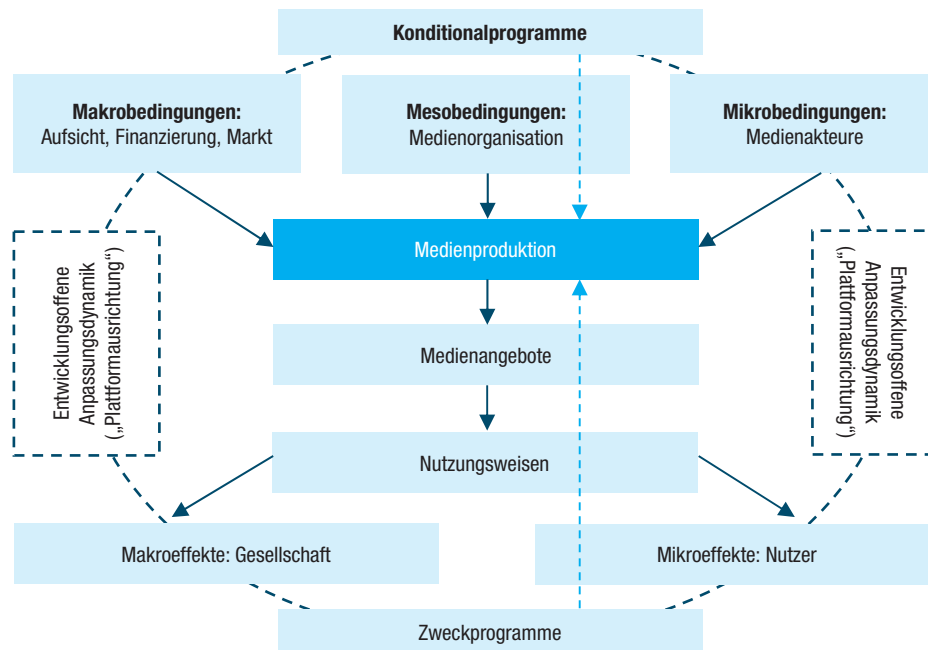 Konditionalprogramme
Makrobedingungen:
Aufsicht, Finanzierung, Markt
Mesobedingungen:
Medienorganisation
Mikrobedingungen:
Medienakteure
Medienproduktion
Entwicklungsoffene
Anpassungsdynamik
(„Plattformausrichtung“)
Entwicklungsoffene
Anpassungsdynamik
(„Plattformausrichtung“)
Medienangebote
Nutzungsweisen
Makroeffekte: Gesellschaft
Mikroeffekte: Nutzer
Zweckprogramme